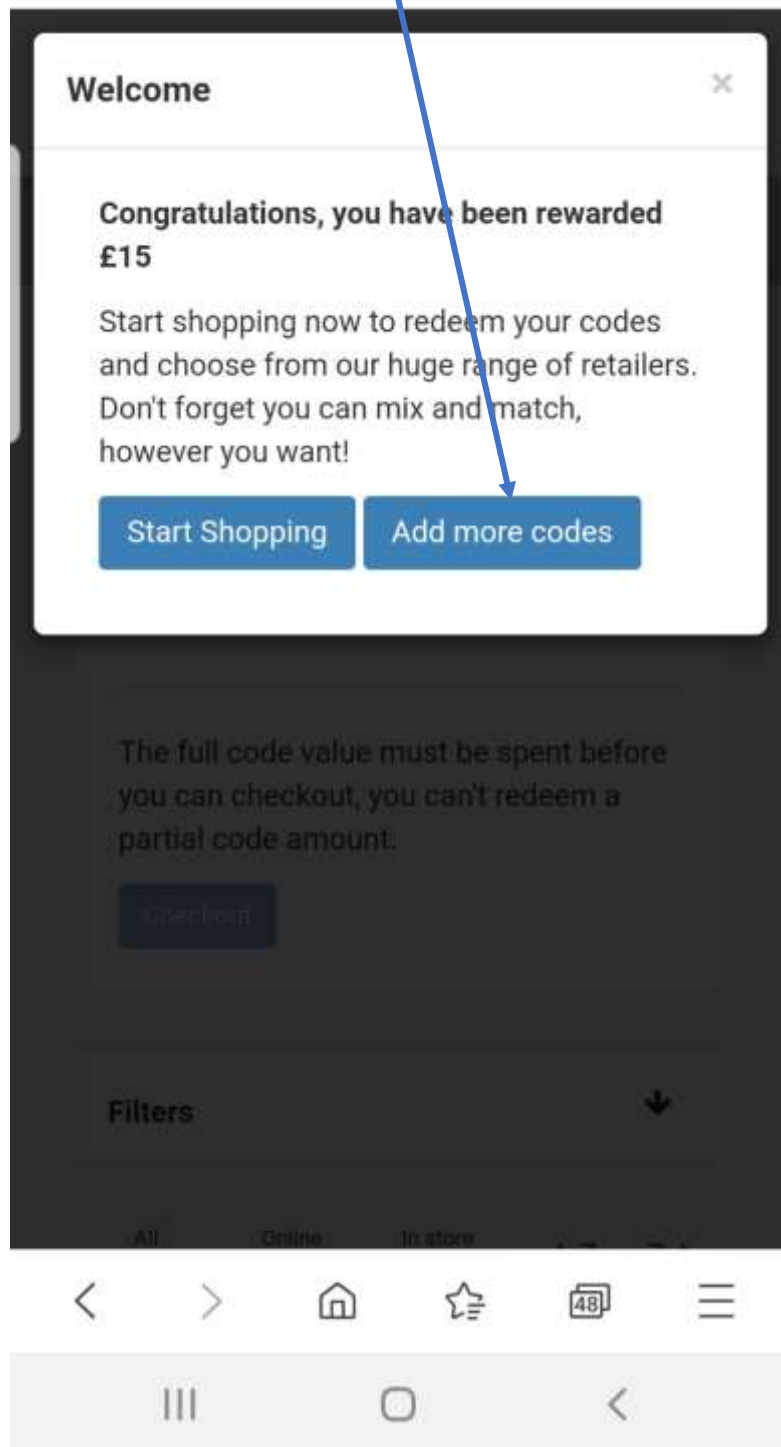 Welcome
×
Congratulations, you have been rewarded
£15
Start shopping now to redeem your codes
and choose from our huge range of retailers.
Don't forget you can mix and match,
however you want!
Start Shopping
Add more codes
The full code value must be spent before
you can checkout, you can't redeem a
partial code amount.
Checkout
Filters
All
Online
In store
48